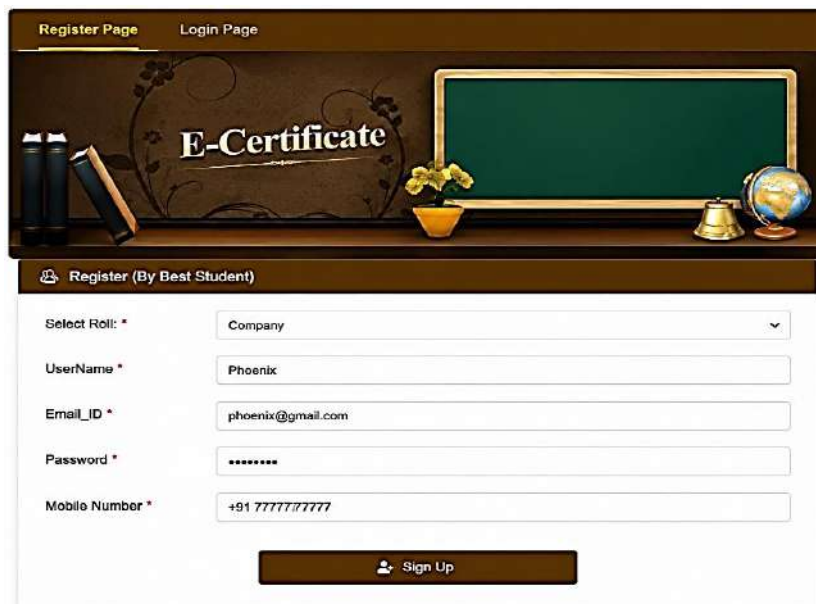 Register Page Login Page
E-Certificate
Register (By Best Student)
Select Roll: * Company
UserName * Phoenix
Email_ID * phoenix@gmail.com
Password * ••••••••
Mobile Number * +91 7777777777
Sign Up